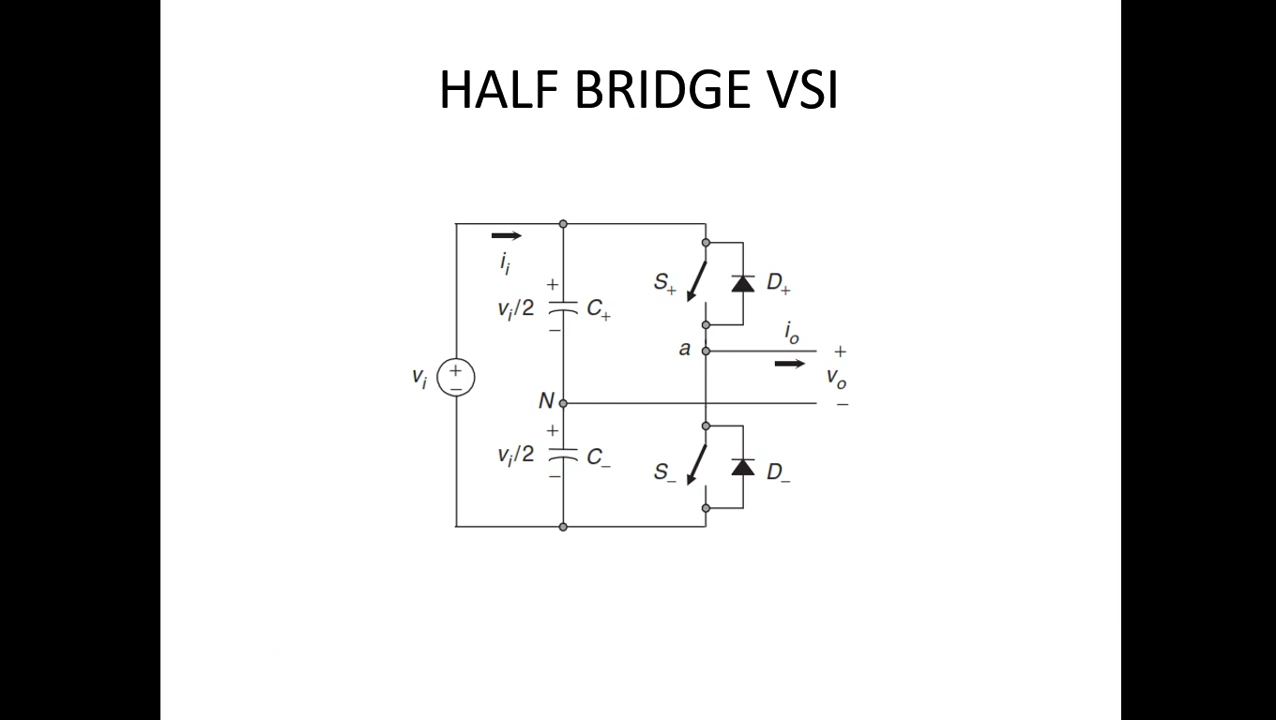 HALF BRIDGE VSI
i_i
+
v_i/2 C_+
−
S_+ D_+
a i_o
+
v_i + − v_o
−
N
+
v_i/2 C_−
−
S_− D_−